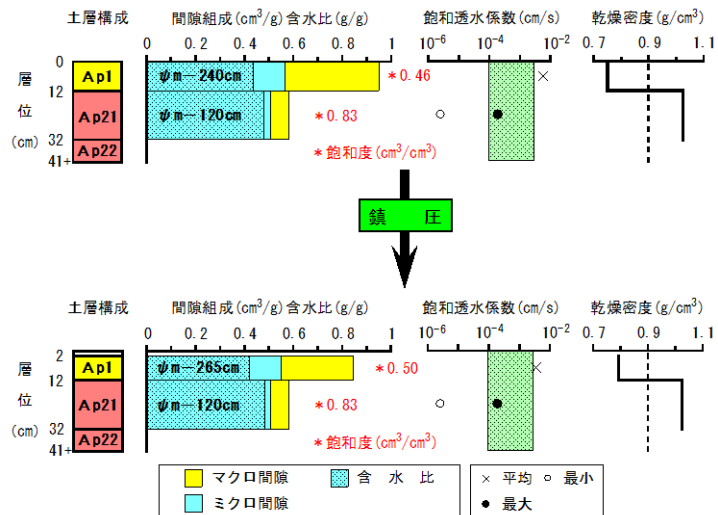 土層構成 間隙組成(cm³/g)含水比(g/g) 飽和透水係数(cm/s) 乾燥密度(g/cm³)
0 0.2 0.4 0.6 0.8 1 10⁻⁶ 10⁻⁴ 10⁻² 0.7 0.9 1.1
層位(cm)
0
Ap1 ψm-240cm *0.46
12
Ap21 ψm-120cm *0.83
32
Ap22 *飽和度(cm³/cm³)
41+
鎮 圧
土層構成 間隙組成(cm³/g)含水比(g/g) 飽和透水係数(cm/s) 乾燥密度(g/cm³)
0 0.2 0.4 0.6 0.8 1 10⁻⁶ 10⁻⁴ 10⁻² 0.7 0.9 1.1
層位(cm)
2
Ap1 ψm-265cm *0.50
12
Ap21 ψm-120cm *0.83
32
Ap22 *飽和度(cm³/cm³)
41+
マクロ間隙 含 水 比 × 平均 ○ 最小
ミクロ間隙 ● 最大